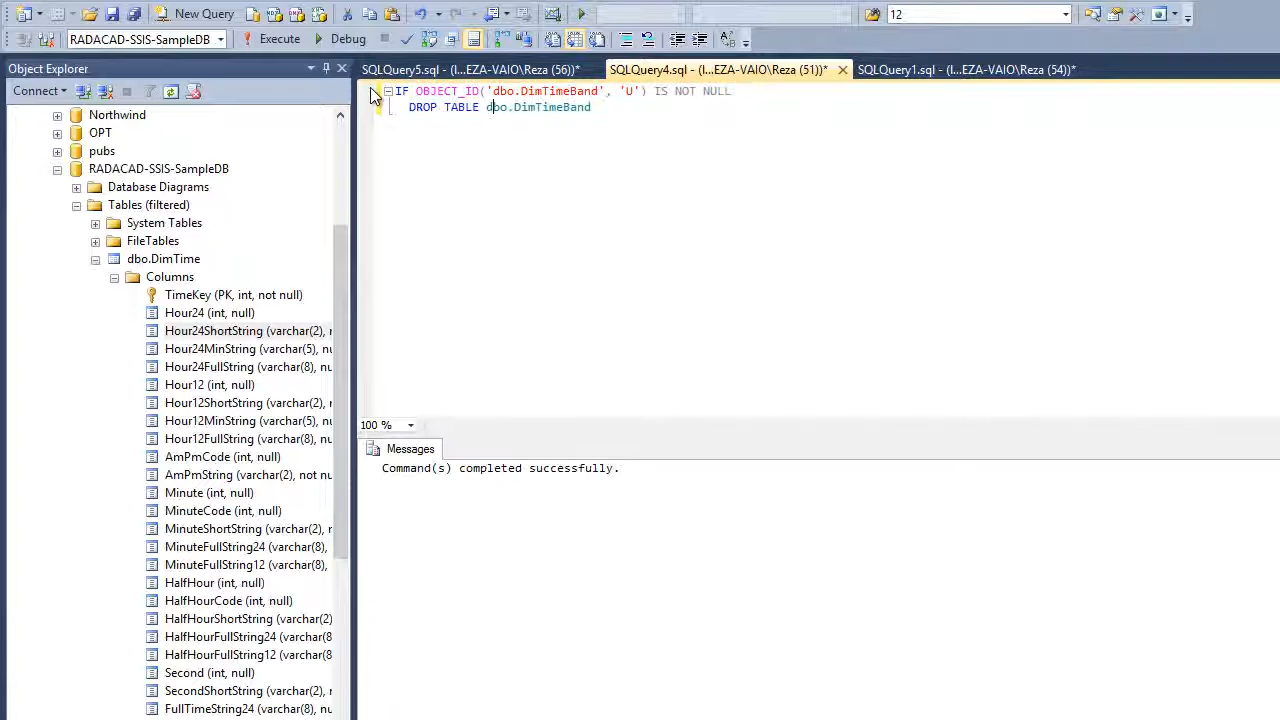 New Query
12
RADACAD-SSIS-SampleDB
Execute
Debug
Object Explorer
SQLQuery5.sql - (I...EZA-VAIO\Reza (56))*
SQLQuery4.sql - (I...EZA-VAIO\Reza (51))*
SQLQuery1.sql - (I...EZA-VAIO\Reza (54))*
Connect
Northwind
OPT
pubs
RADACAD-SSIS-SampleDB
Database Diagrams
Tables (filtered)
System Tables
FileTables
dbo.DimTime
Columns
TimeKey (PK, int, not null)
Hour24 (int, null)
Hour24ShortString (varchar(2), n
Hour24MinString (varchar(5), nu
Hour24FullString (varchar(8), nu
Hour12 (int, null)
Hour12ShortString (varchar(2), n
Hour12MinString (varchar(5), nu
Hour12FullString (varchar(8), nu
AmPmCode (int, null)
AmPmString (varchar(2), not nu
Minute (int, null)
MinuteCode (int, null)
MinuteShortString (varchar(2), n
MinuteFullString24 (varchar(8),
MinuteFullString12 (varchar(8),
HalfHour (int, null)
HalfHourCode (int, null)
HalfHourShortString (varchar(2)
HalfHourFullString24 (varchar(8
HalfHourFullString12 (varchar(8
Second (int, null)
SecondShortString (varchar(2), n
FullTimeString24 (varchar(8), nu
IF OBJECT_ID('dbo.DimTimeBand', 'U') IS NOT NULL
DROP TABLE dbo.DimTimeBand
100 %
Messages
Command(s) completed successfully.